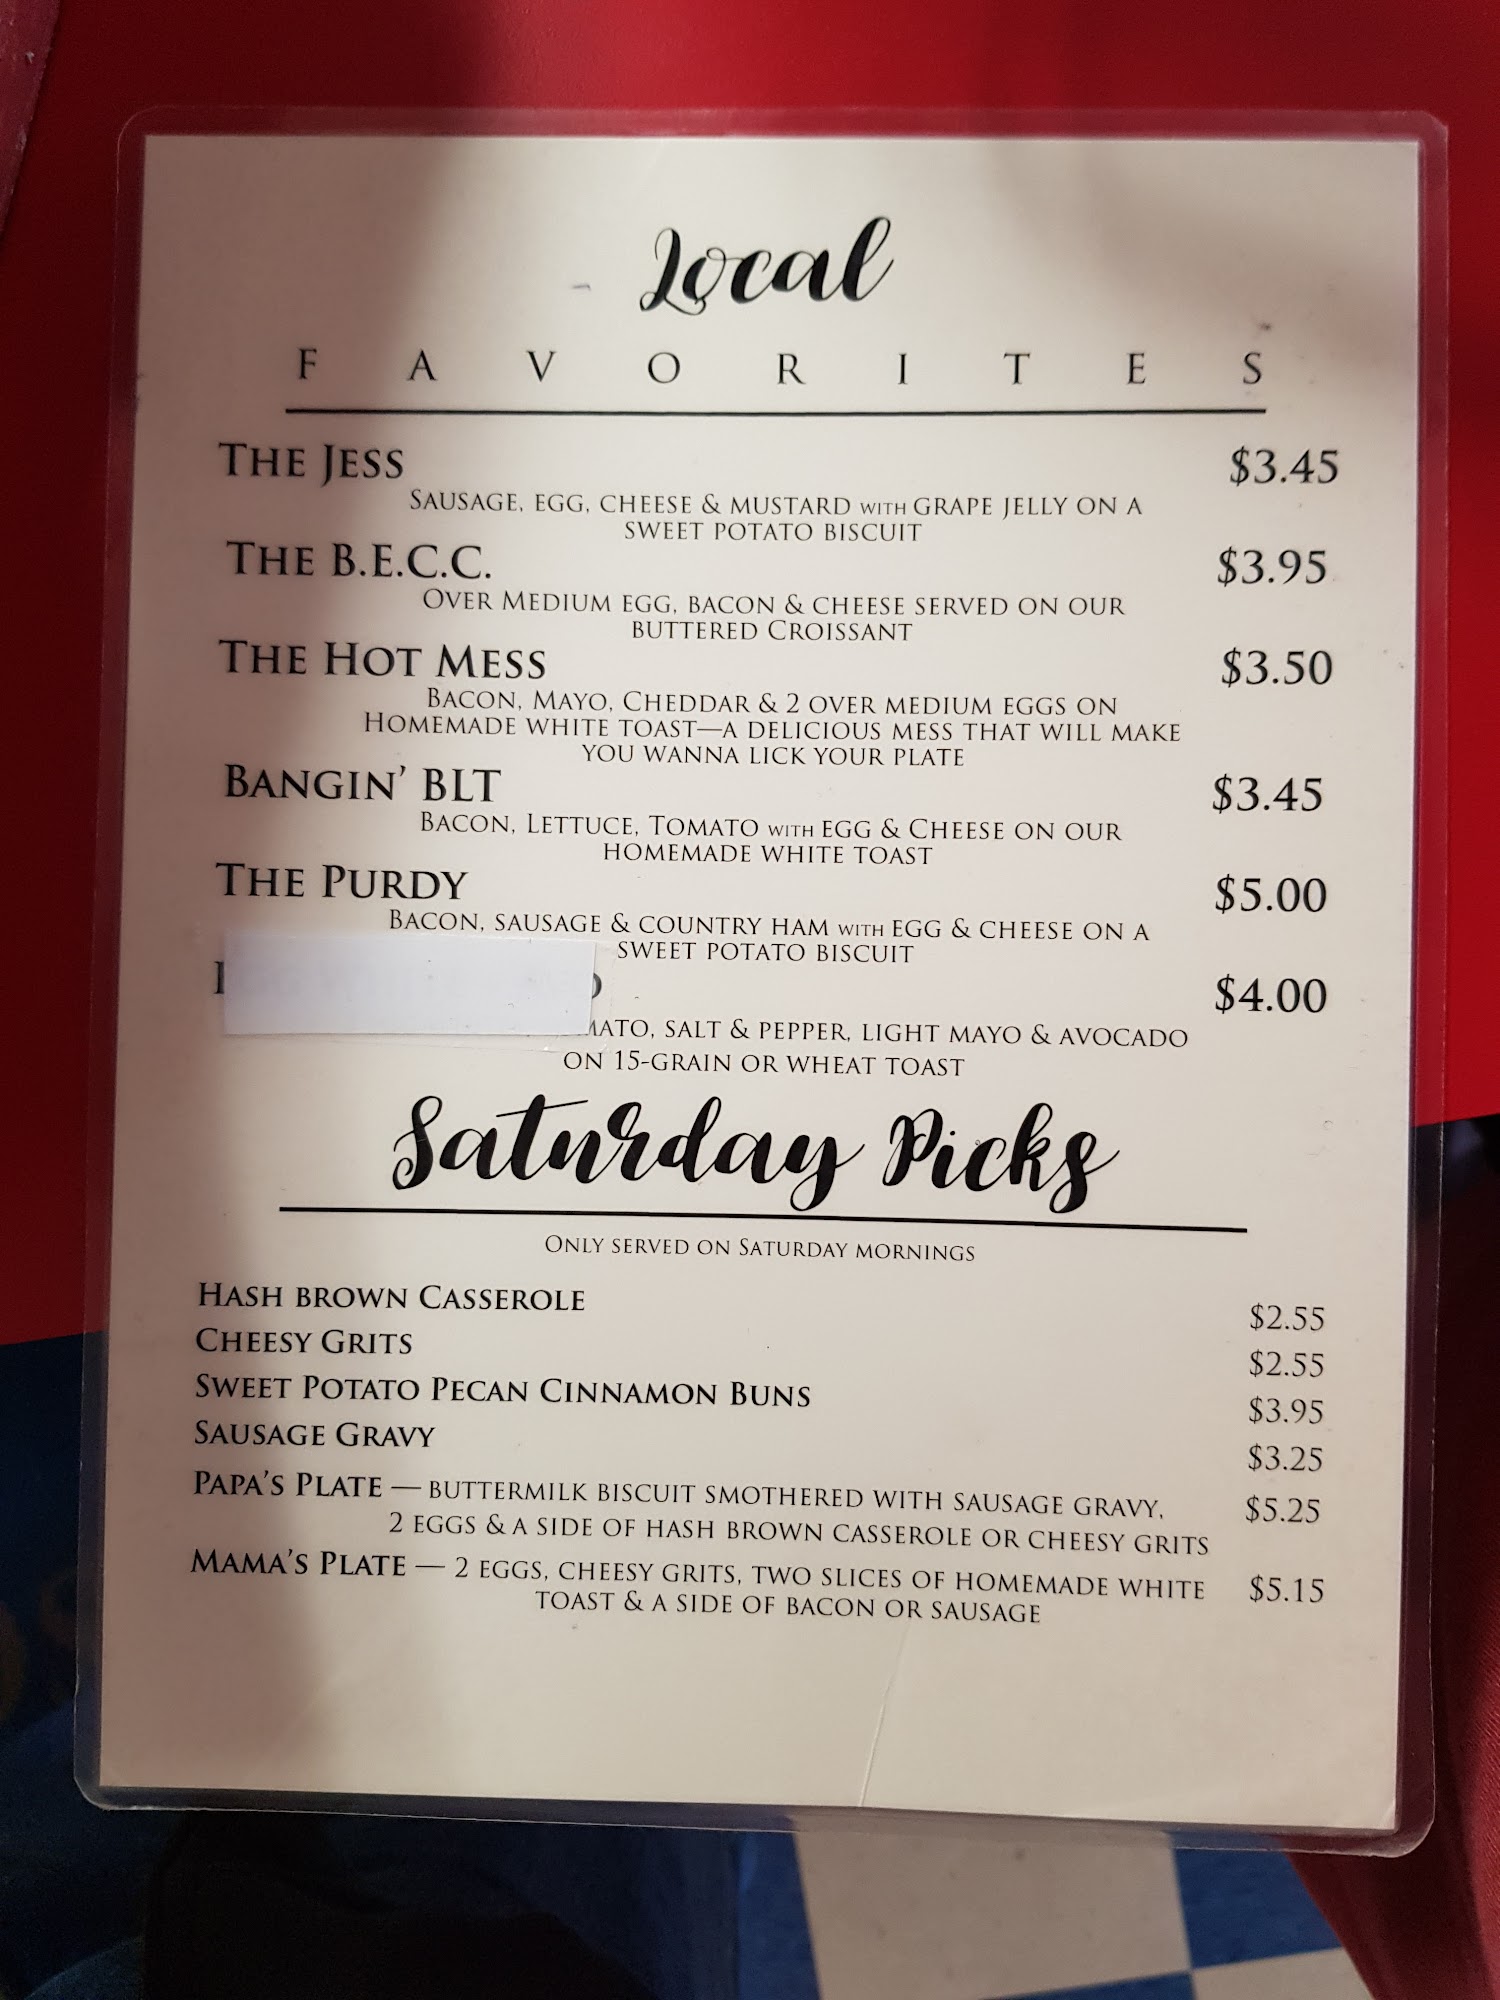 Local
FAVORITES
THE JESS $3.45
SAUSAGE, EGG, CHEESE & MUSTARD WITH GRAPE JELLY ON A
SWEET POTATO BISCUIT
THE B.E.C.C. $3.95
OVER MEDIUM EGG, BACON & CHEESE SERVED ON OUR
BUTTERED CROISSANT
THE HOT MESS $3.50
BACON, MAYO, CHEDDAR & 2 OVER MEDIUM EGGS ON
HOMEMADE WHITE TOAST—A DELICIOUS MESS THAT WILL MAKE
YOU WANNA LICK YOUR PLATE
BANGIN' BLT $3.45
BACON, LETTUCE, TOMATO WITH EGG & CHEESE ON OUR
HOMEMADE WHITE TOAST
THE PURDY $5.00
BACON, SAUSAGE & COUNTRY HAM WITH EGG & CHEESE ON A
SWEET POTATO BISCUIT
$4.00
SALT & PEPPER, LIGHT MAYO & AVOCADO
ON 15-GRAIN OR WHEAT TOAST
Saturday Picks
ONLY SERVED ON SATURDAY MORNINGS
HASH BROWN CASSEROLE $2.55
CHEESY GRITS $2.55
SWEET POTATO PECAN CINNAMON BUNS $3.95
SAUSAGE GRAVY $3.25
PAPA'S PLATE — BUTTERMILK BISCUIT SMOTHERED WITH SAUSAGE GRAVY, $5.25
2 EGGS & A SIDE OF HASH BROWN CASSEROLE OR CHEESY GRITS
MAMA'S PLATE — 2 EGGS, CHEESY GRITS, TWO SLICES OF HOMEMADE WHITE $5.15
TOAST & A SIDE OF BACON OR SAUSAGE